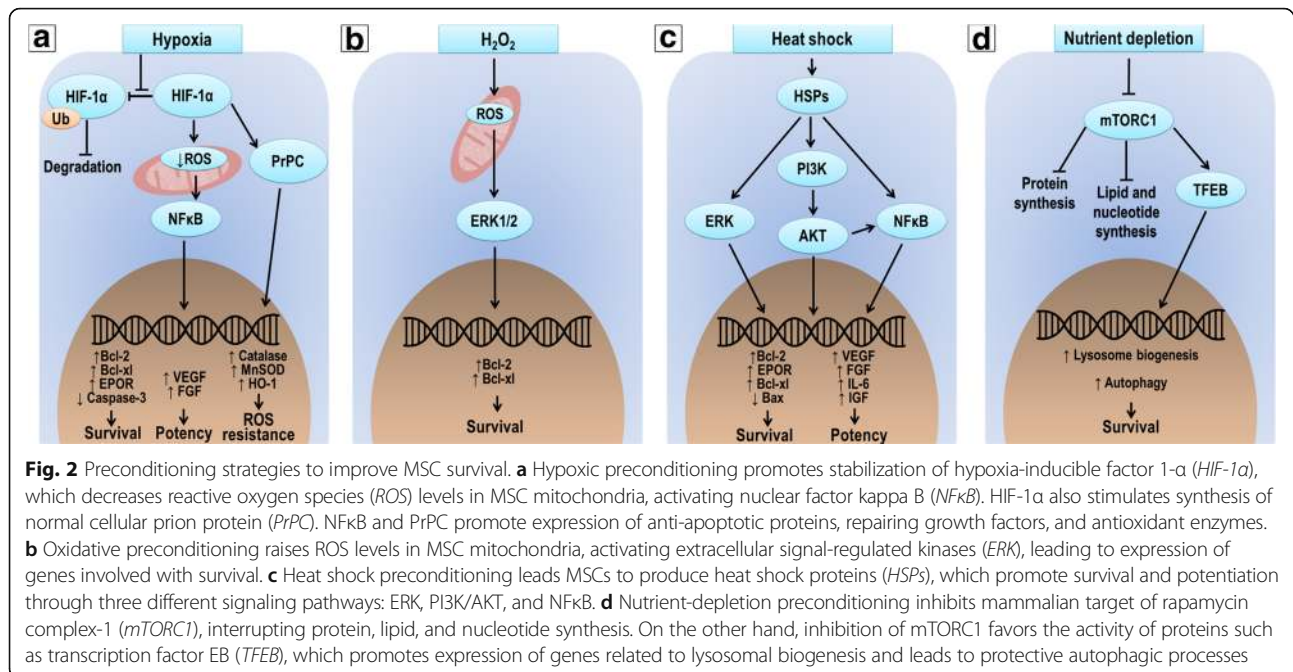 a
Hypoxia
HIF-1α
HIF-1α
Ub
Degradation
↓ROS
PrPC
NFκB
↑Bcl-2
↑Bcl-xl
↑EPOR
↓Caspase-3
Survival
↑VEGF
↑FGF
Potency
↑Catalase
↑MnSOD
↑HO-1
ROS
resistance
b
H₂O₂
ROS
ERK1/2
↑Bcl-2
↑Bcl-xl
Survival
c
Heat shock
HSPs
PI3K
ERK
AKT
NFκB
↑Bcl-2
↑EPOR
↑Bcl-xl
↓Bax
Survival
↑VEGF
↑FGF
↑IL-6
↑IGF
Potency
d
Nutrient depletion
mTORC1
Protein
synthesis
Lipid and
nucleotide
synthesis
TFEB
↑ Lysosome biogenesis
↑ Autophagy
Survival
Fig. 2 Preconditioning strategies to improve MSC survival. a Hypoxic preconditioning promotes stabilization of hypoxia-inducible factor 1-α (HIF-1α),
which decreases reactive oxygen species (ROS) levels in MSC mitochondria, activating nuclear factor kappa B (NFκB). HIF-1α also stimulates synthesis of
normal cellular prion protein (PrPC). NFκB and PrPC promote expression of anti-apoptotic proteins, repairing growth factors, and antioxidant enzymes.
b Oxidative preconditioning raises ROS levels in MSC mitochondria, activating extracellular signal-regulated kinases (ERK), leading to expression of
genes involved with survival. c Heat shock preconditioning leads MSCs to produce heat shock proteins (HSPs), which promote survival and potentiation
through three different signaling pathways: ERK, PI3K/AKT, and NFκB. d Nutrient-depletion preconditioning inhibits mammalian target of rapamycin
complex-1 (mTORC1), interrupting protein, lipid, and nucleotide synthesis. On the other hand, inhibition of mTORC1 favors the activity of proteins such
as transcription factor EB (TFEB), which promotes expression of genes related to lysosomal biogenesis and leads to protective autophagic processes